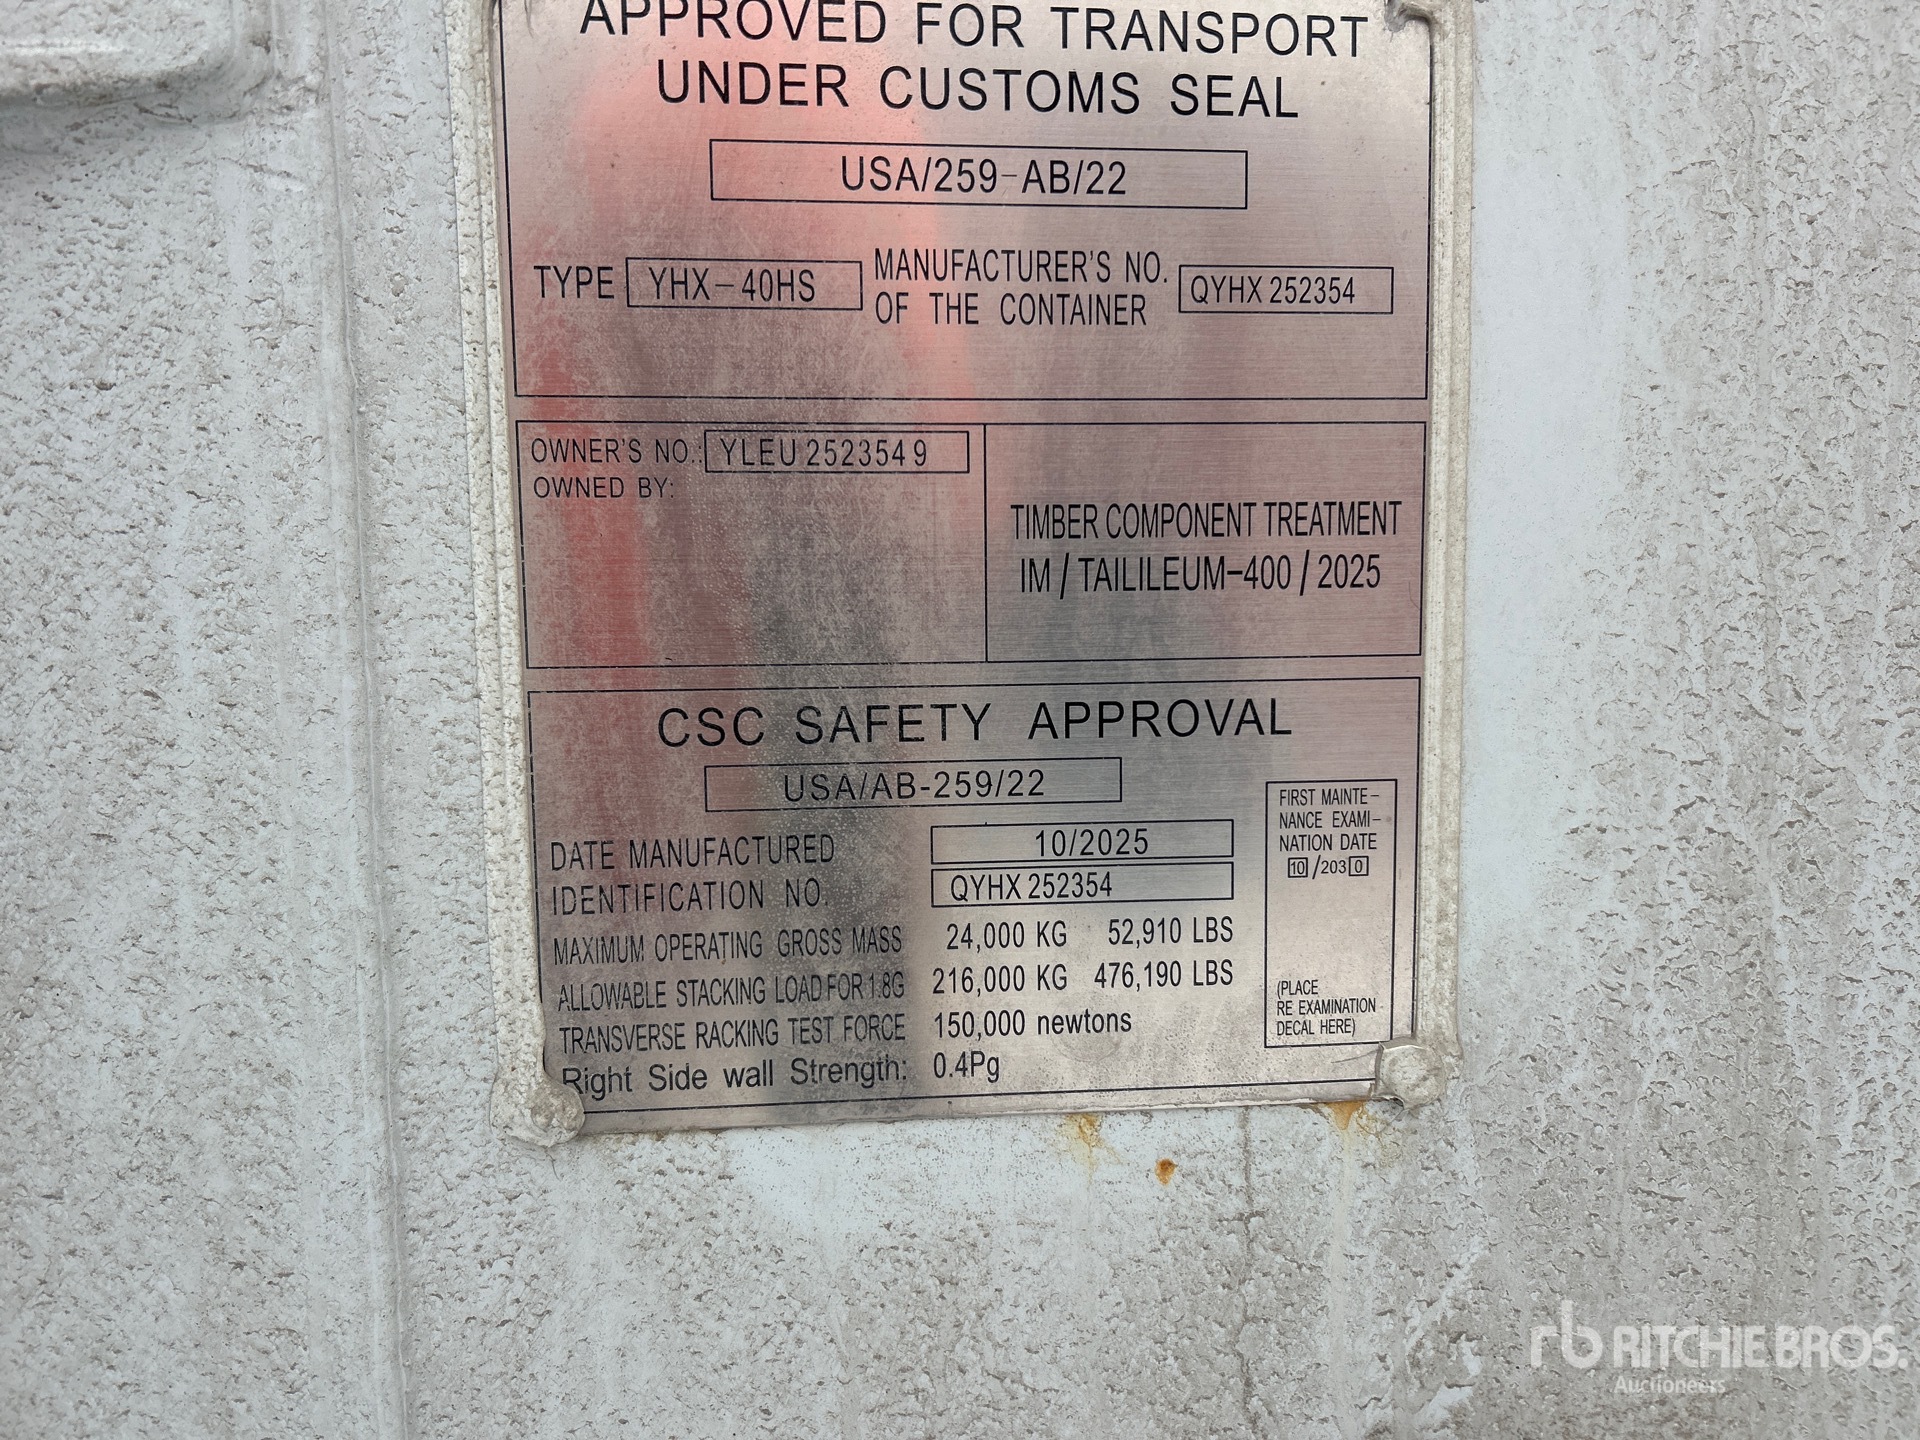 APPROVED FOR TRANSPORT
UNDER CUSTOMS SEAL
USA/259-AB/22
TYPE YHX-40HS MANUFACTURER'S NO. OF THE CONTAINER QYHX 252354
OWNER'S NO.: YLEU 252354 9
OWNED BY:
TIMBER COMPONENT TREATMENT
IM / TAILILEUM-400 / 2025
CSC SAFETY APPROVAL
USA/AB-259/22
DATE MANUFACTURED 10/2025
IDENTIFICATION NO. QYHX 252354
MAXIMUM OPERATING GROSS MASS 24,000 KG 52,910 LBS
ALLOWABLE STACKING LOAD FOR 1.8G 216,000 KG 476,190 LBS
TRANSVERSE RACKING TEST FORCE 150,000 newtons
Right Side wall Strength: 0.4Pg
FIRST MAINTE-
NANCE EXAMI-
NATION DATE
10/2030
(PLACE
RE EXAMINATION
DECAL HERE)
rb RITCHIE BROS.
Auctioneers